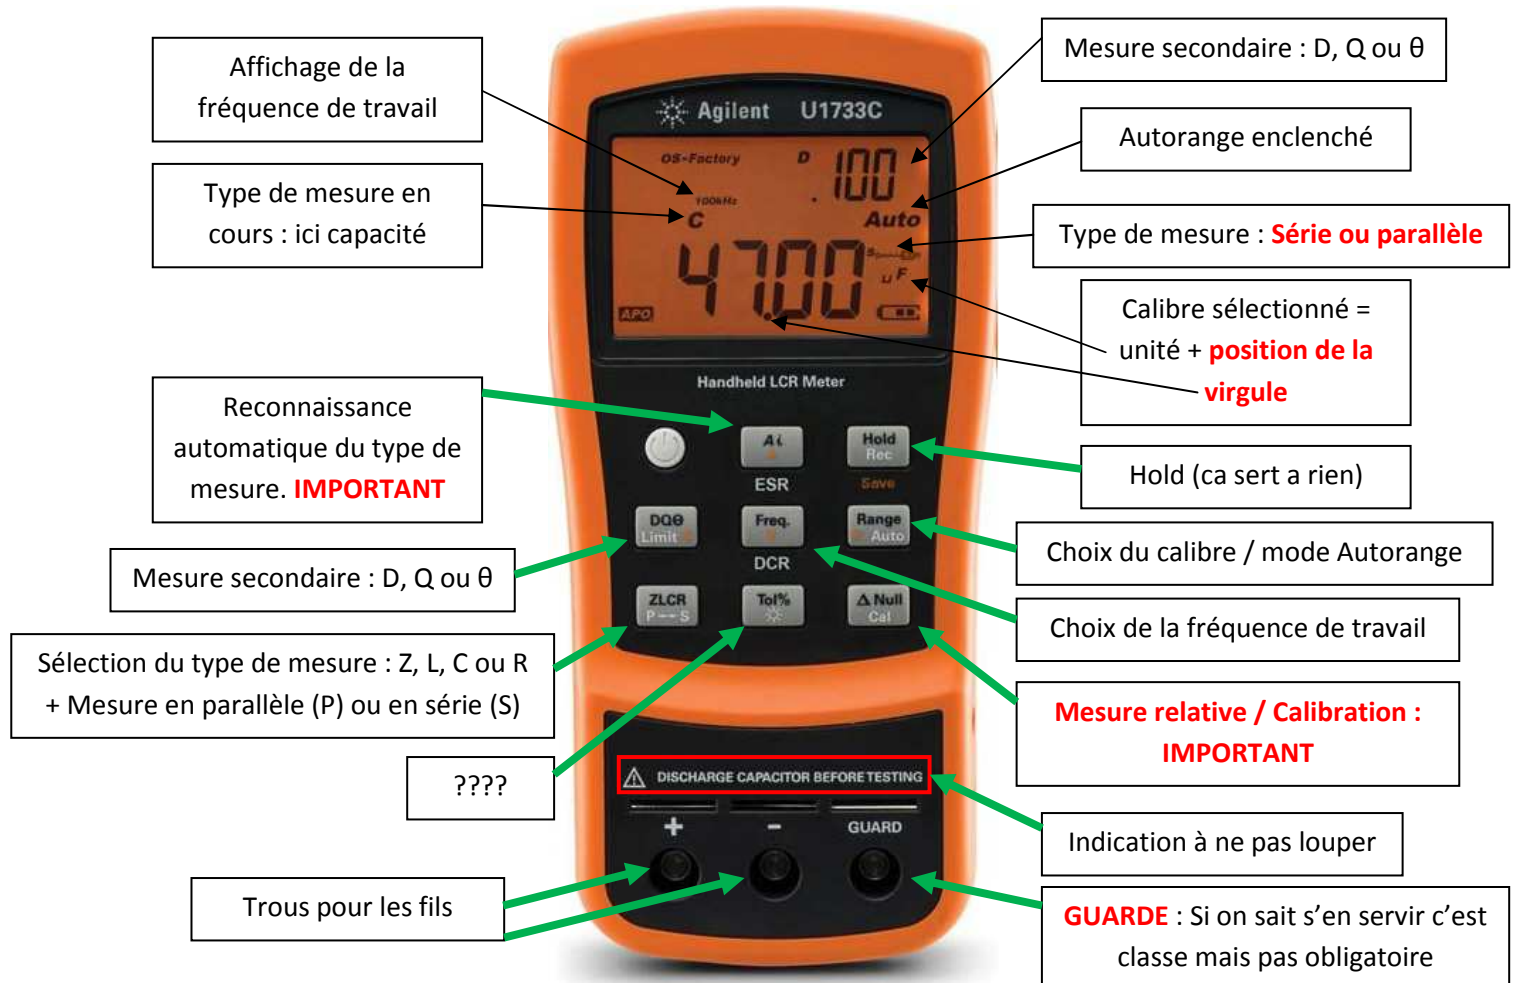 Affichage de la
fréquence de travail
Type de mesure en
cours : ici capacité
Reconnaissance
automatique du type de
mesure. IMPORTANT
Mesure secondaire : D, Q ou θ
Sélection du type de mesure : Z, L, C ou R
+ Mesure en parallèle (P) ou en série (S)
????
Trous pour les fils
Agilent U1733C
OS-Factory
D
.100
100kHz
C
Auto
47.00
S
uF
APO
Handheld LCR Meter
Ai
Hold
Rec
ESR
Save
DQθ
Limit
Freq.
Range
Auto
DCR
ZLCR
P--S
Tol%
Δ Null
Cal
DISCHARGE CAPACITOR BEFORE TESTING
+
-
GUARD
Mesure secondaire : D, Q ou θ
Autorange enclenché
Type de mesure : Série ou parallèle
Calibre sélectionné =
unité + position de la
virgule
Hold (ca sert a rien)
Choix du calibre / mode Autorange
Choix de la fréquence de travail
Mesure relative / Calibration :
IMPORTANT
Indication à ne pas louper
GUARDE : Si on sait s’en servir c’est
classe mais pas obligatoire